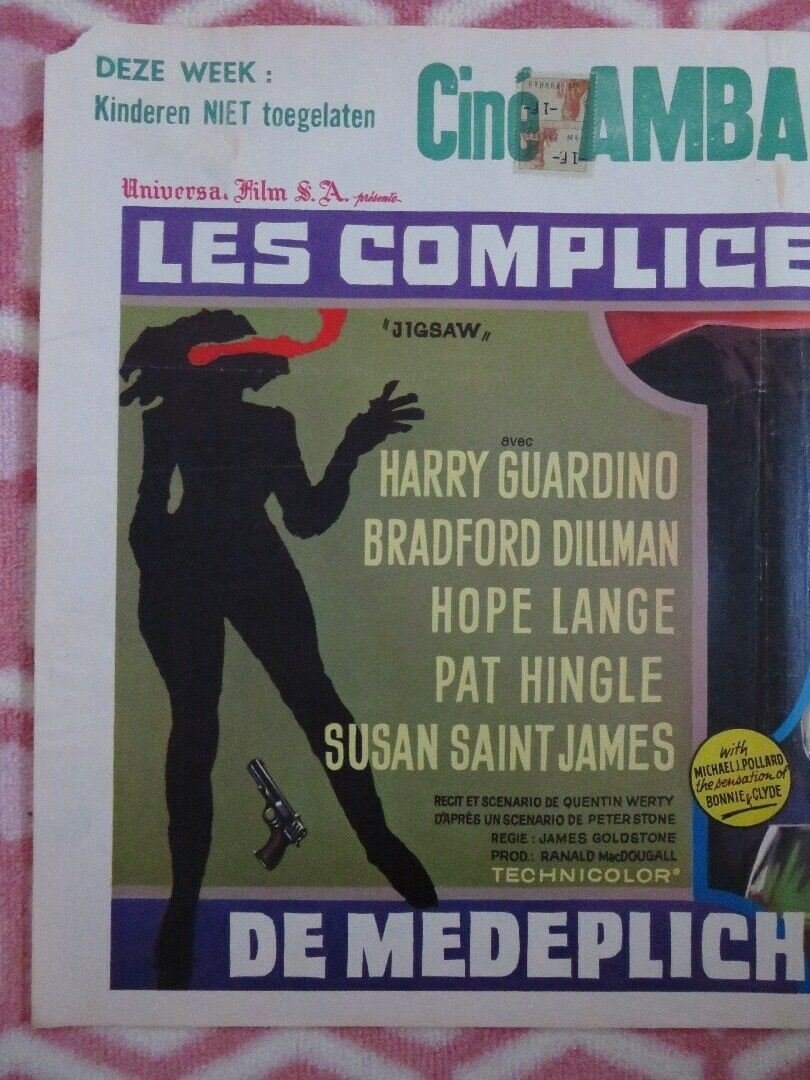 DEZE WEEK :
Kinderen NIET toegelaten
Ciné AMBA
Universal Film S.A. présente
LES COMPLICE
"JIGSAW"
avec
HARRY GUARDINO
BRADFORD DILLMAN
HOPE LANGE
PAT HINGLE
SUSAN SAINT JAMES
with
MICHAEL J. POLLARD
the sensation of
BONNIE & CLYDE
RECIT ET SCENARIO DE QUENTIN WERTY
D'APRÈS UN SCENARIO DE PETER STONE
REGIE : JAMES GOLDSTONE
PROD.: RANALD MacDOUGALL
TECHNICOLOR®
DE MEDEPLICH